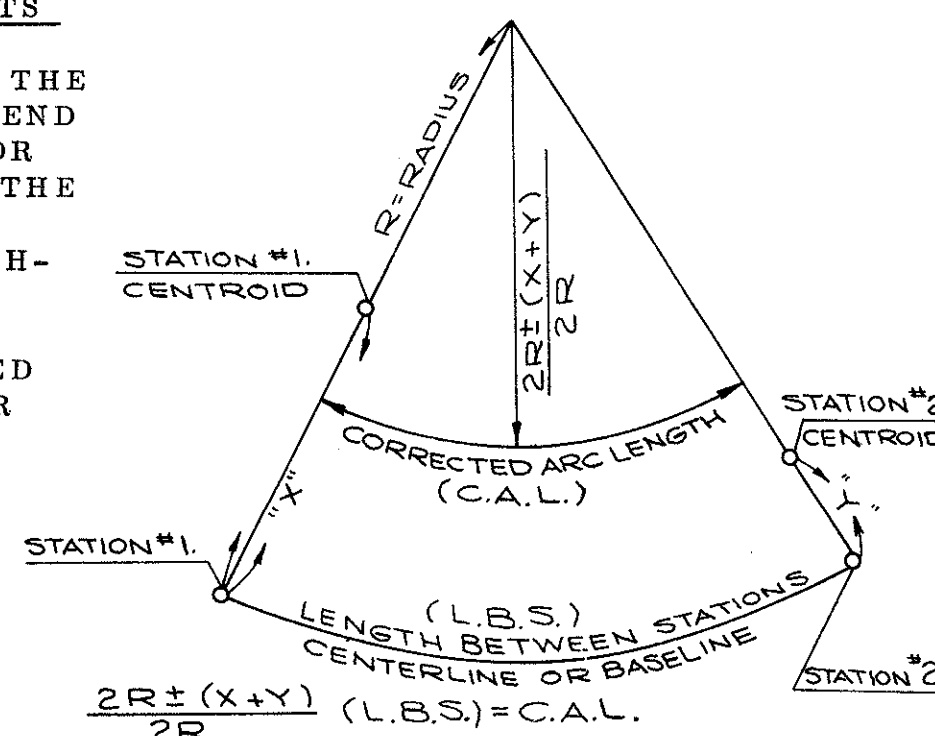 TS
THE
END
OR
THE
H-
ED
R
R=RADIUS
2R± (X+Y)
2R
STATION #1.
CENTROID
CORRECTED ARC LENGTH
(C.A.L.)
STATION #2
CENTROID
"X"
"Y"
STATION #1.
(L.B.S.)
LENGTH BETWEEN STATIONS
CENTERLINE OR BASELINE
STATION #2
2R± (X+Y) (L.B.S.)=C.A.L.
2R